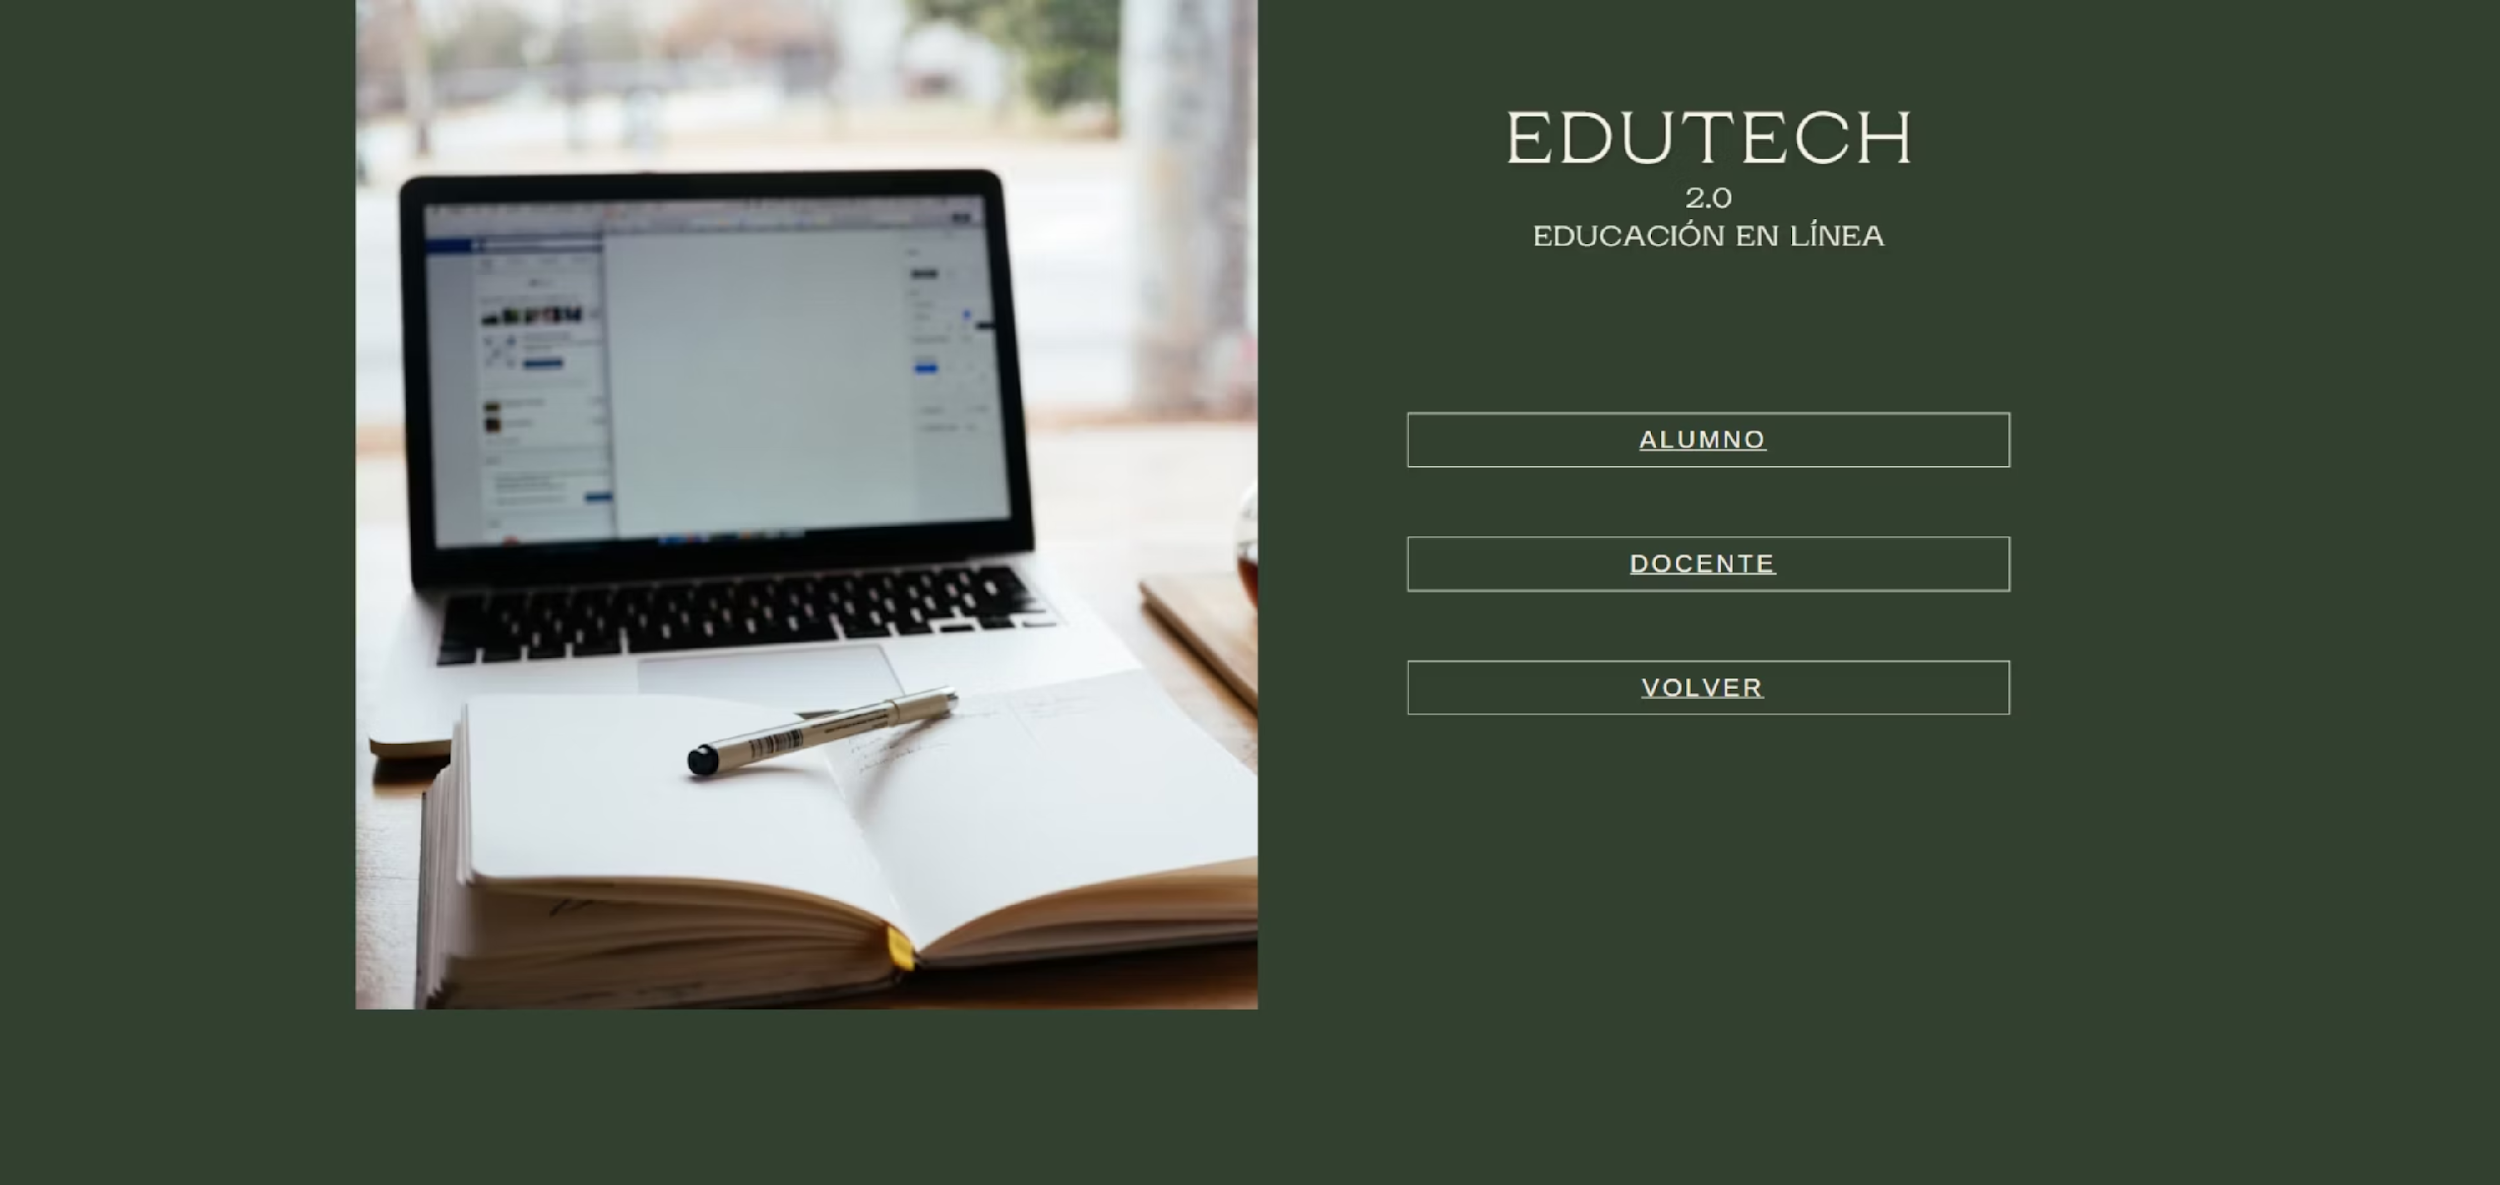 EDUTECH
2.0
EDUCACIÓN EN LÍNEA
ALUMNO
DOCENTE
VOLVER